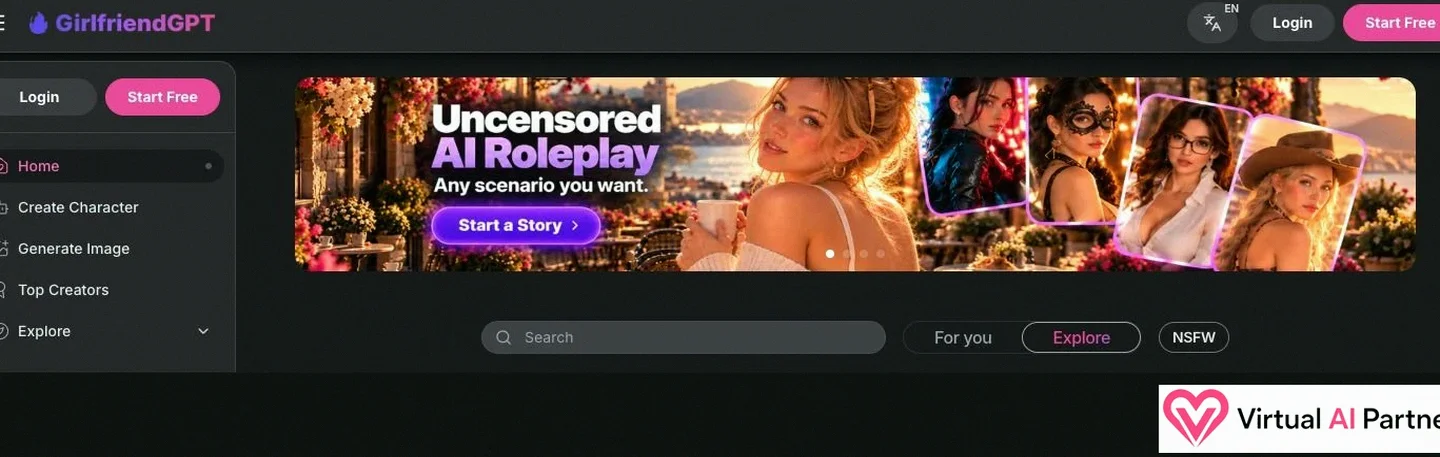 GirlfriendGPT
EN
Login
Start Free
Login
Start Free
Home
Create Character
Generate Image
Top Creators
Explore
Uncensored
AI Roleplay
Any scenario you want.
Start a Story
Search
For you
Explore
NSFW
Virtual AI Partne